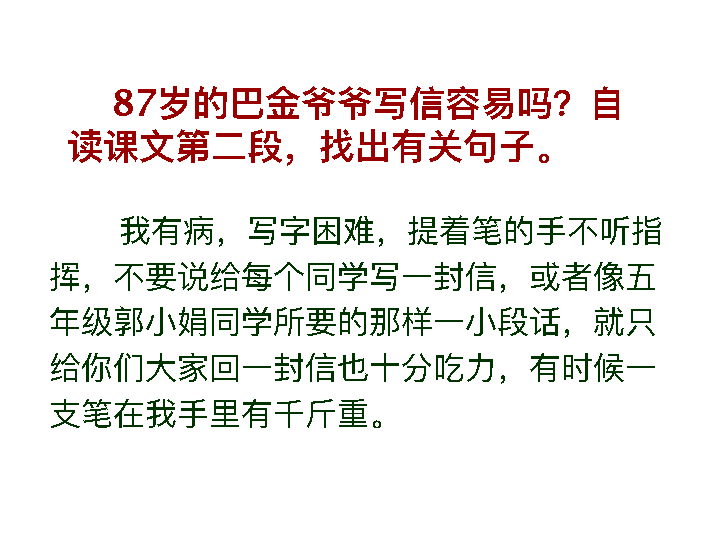 87岁的巴金爷爷写信容易吗？自
读课文第二段，找出有关句子。
我有病，写字困难，提着笔的手不听指
挥，不要说给每个同学写一封信，或者像五
年级郭小娟同学所要的那样一小段话，就只
给你们大家回一封信也十分吃力，有时候一
支笔在我手里有千斤重。